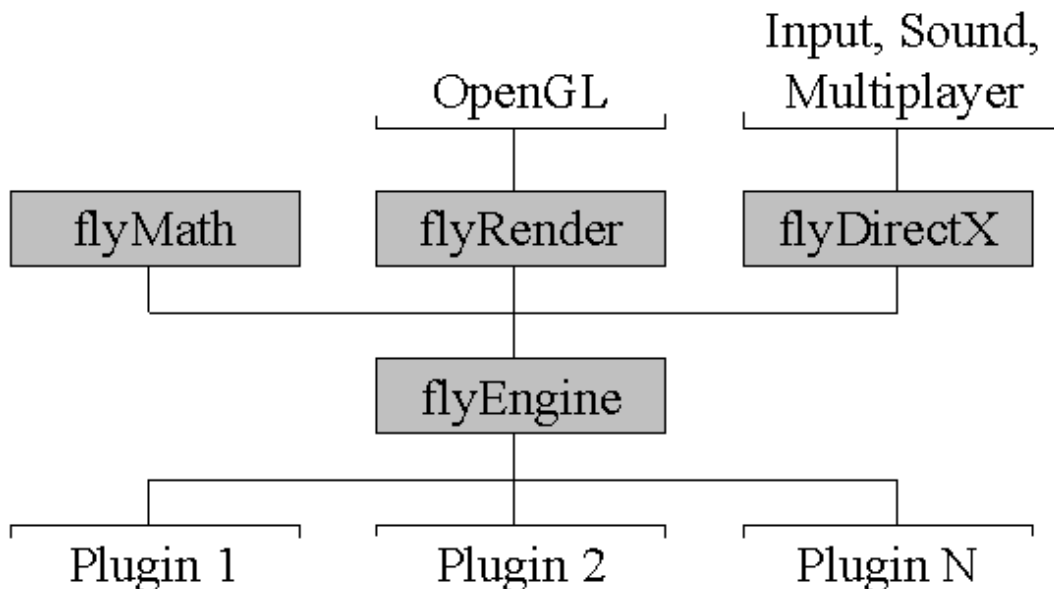 Input, Sound,
OpenGL
Multiplayer
flyMath
flyRender
flyDirectX
flyEngine
Plugin 1
Plugin 2
Plugin N